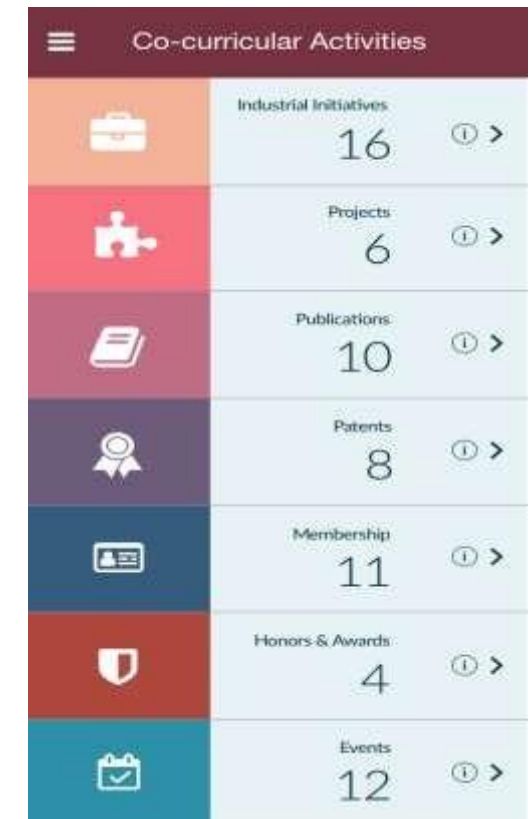 Co-curricular Activities
Industrial Initiatives
16
Projects
6
Publications
10
Patents
8
Membership
11
Honors & Awards
4
Events
12